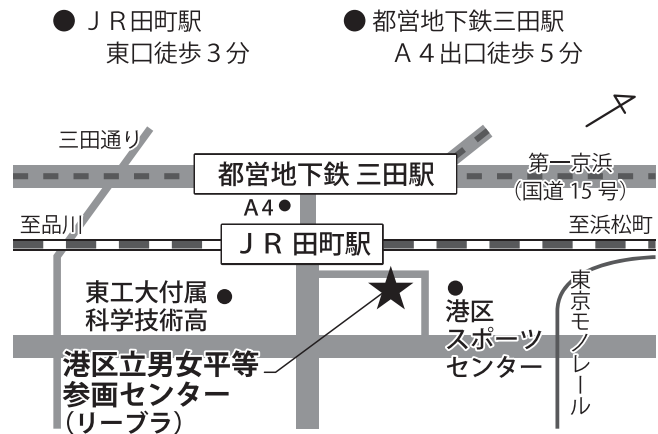 ● ＪＲ田町駅
東口徒歩３分
● 都営地下鉄三田駅
Ａ４出口徒歩５分
三田通り
都営地下鉄 三田駅
第一京浜
（国道 15 号）
A4
至品川
ＪＲ 田町駅
至浜松町
東工大付属
科学技術高
港区
スポーツ
センター
東京モノレール
港区立男女平等
参画センター
（リーブラ）